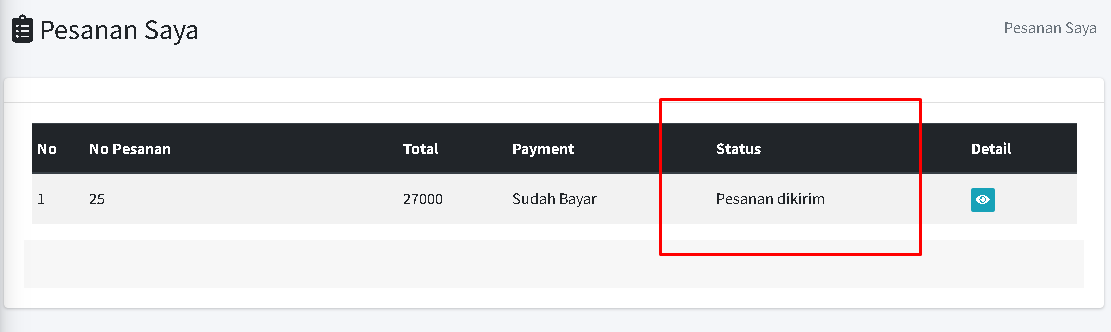 Pesanan Saya
Pesanan Saya
No No Pesanan Total Payment Status Detail
1 25 27000 Sudah Bayar Pesanan dikirim